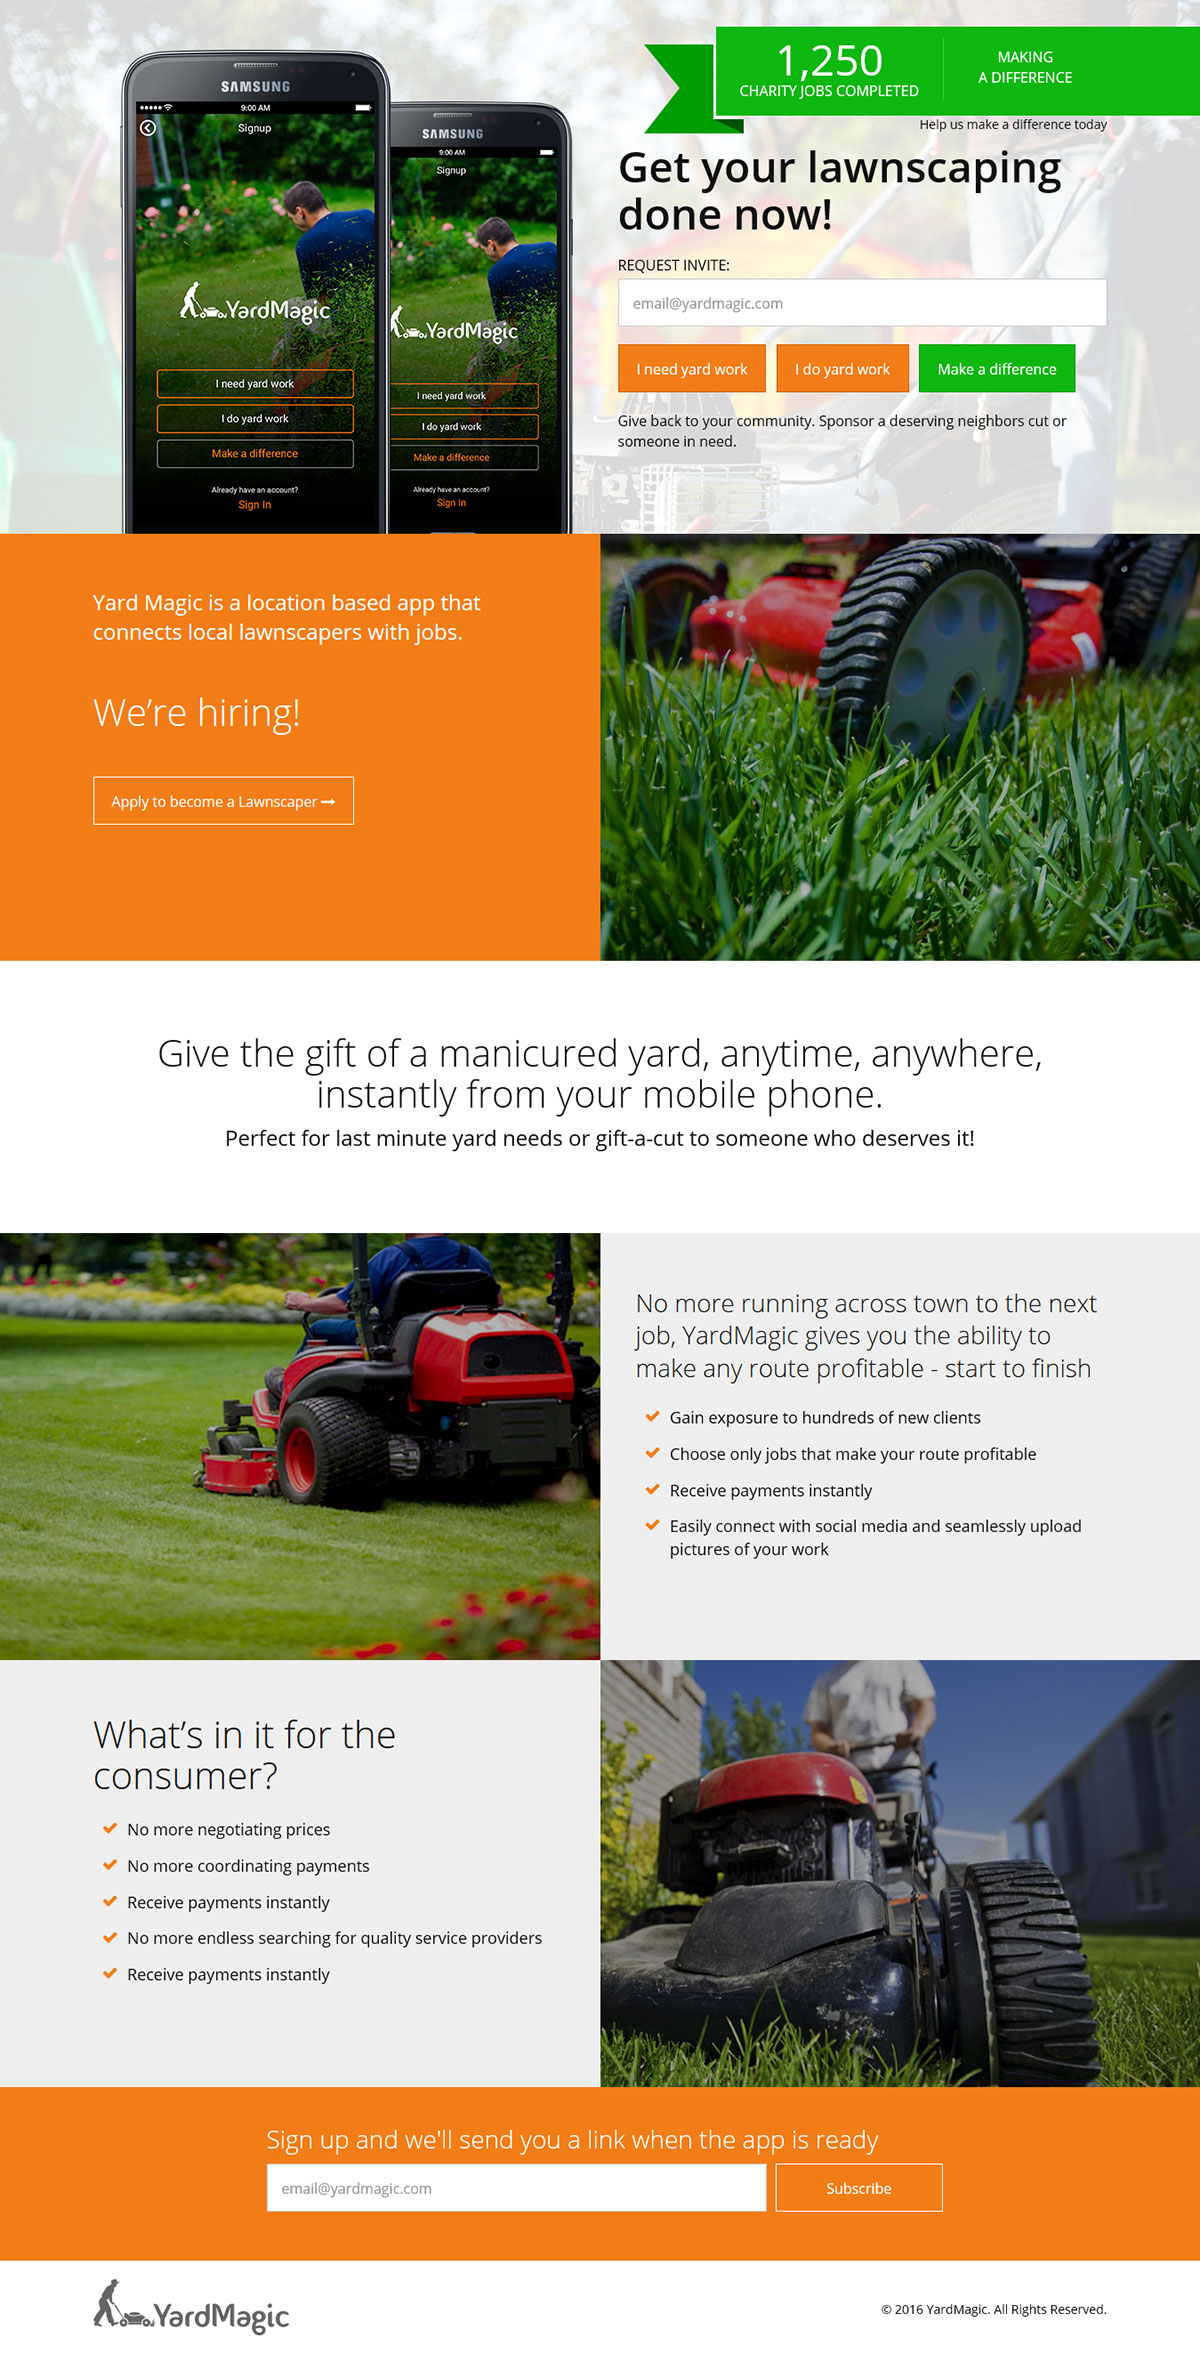 SAMSUNG
9:00 AM
Signup
YardMagic
I need yard work
I do yard work
Make a difference
Already have an account?
Sign In
SAMSUNG
9:00 AM
Signup
YardMagic
I need yard work
I do yard work
Make a difference
Already have an account?
Sign In
1,250
CHARITY JOBS COMPLETED
MAKING
A DIFFERENCE
Help us make a difference today
Get your lawnscaping
done now!
REQUEST INVITE:
email@yardmagic.com
I need yard work
I do yard work
Make a difference
Give back to your community. Sponsor a deserving neighbors cut or
someone in need.
Yard Magic is a location based app that
connects local lawnscapers with jobs.
We’re hiring!
Apply to become a Lawnscaper
Give the gift of a manicured yard, anytime, anywhere,
instantly from your mobile phone.
Perfect for last minute yard needs or gift-a-cut to someone who deserves it!
No more running across town to the next
job, YardMagic gives you the ability to
make any route profitable - start to finish
Gain exposure to hundreds of new clients
Choose only jobs that make your route profitable
Receive payments instantly
Easily connect with social media and seamlessly upload
pictures of your work
What’s in it for the
consumer?
No more negotiating prices
No more coordinating payments
Receive payments instantly
No more endless searching for quality service providers
Receive payments instantly
Sign up and we'll send you a link when the app is ready
email@yardmagic.com
Subscribe
YardMagic
© 2016 YardMagic. All Rights Reserved.